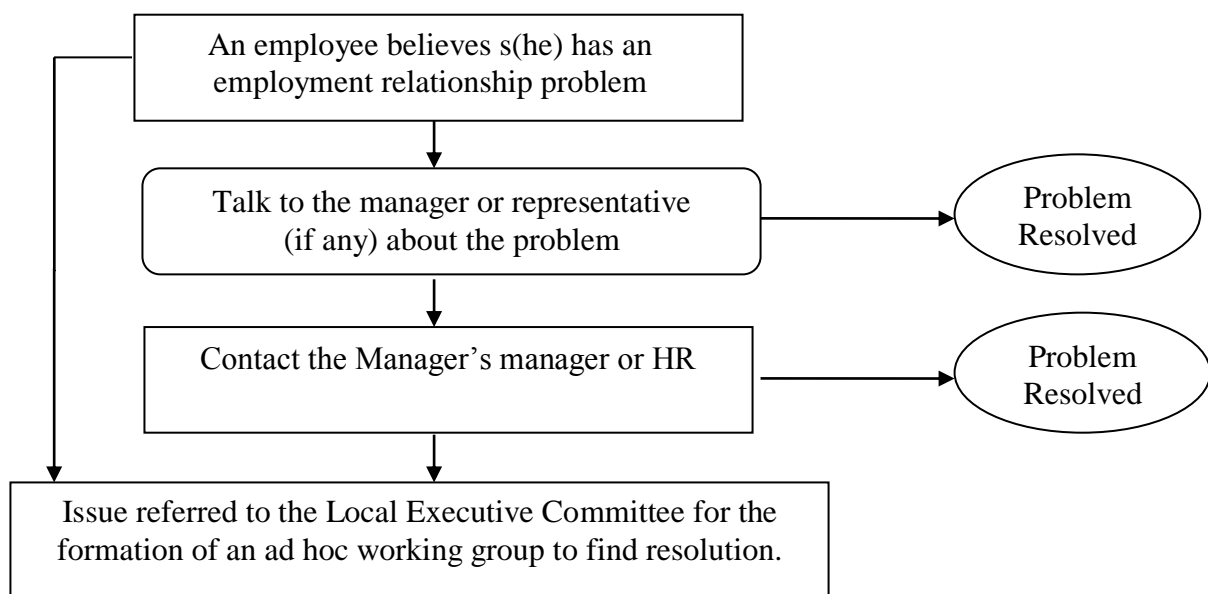 An employee believes s(he) has an
employment relationship problem
Talk to the manager or representative
(if any) about the problem
Problem
Resolved
Contact the Manager’s manager or HR
Problem
Resolved
Issue referred to the Local Executive Committee for the
formation of an ad hoc working group to find resolution.